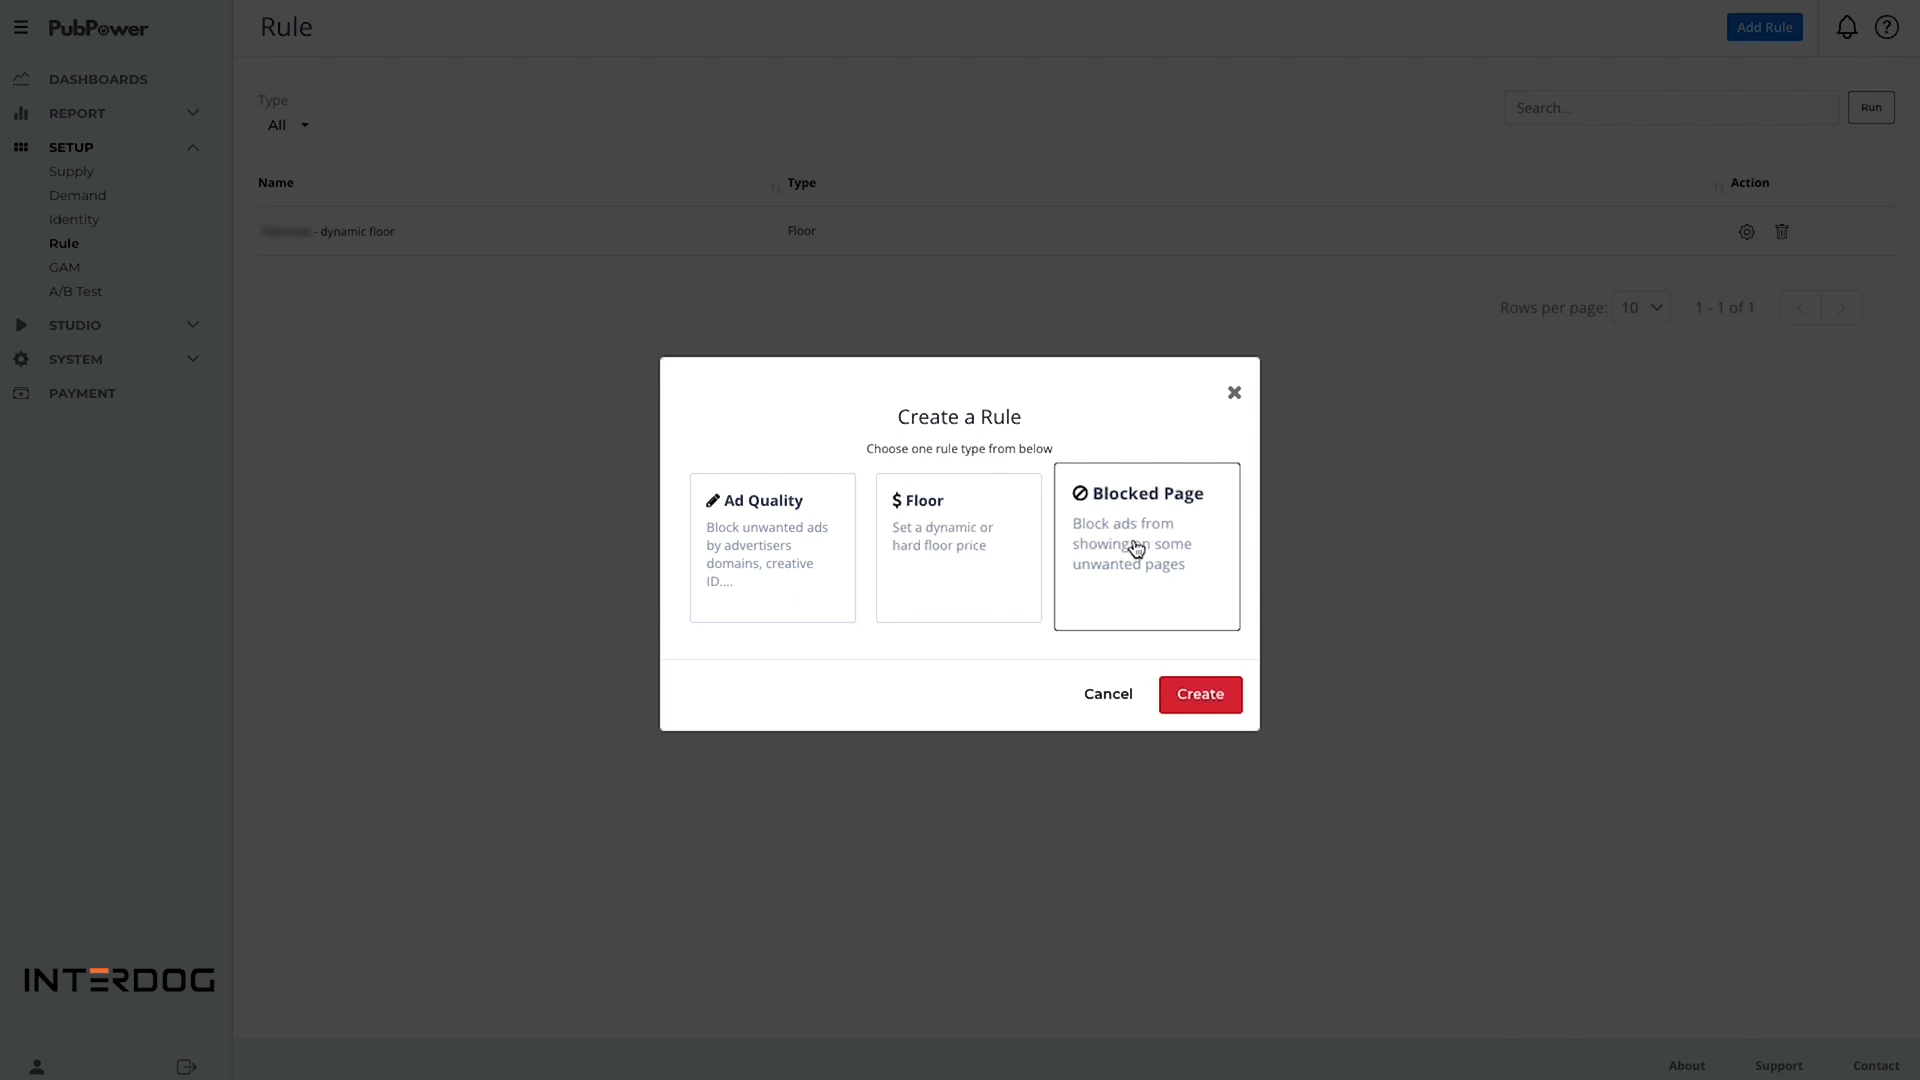 PubPower
Rule
Add Rule
DASHBOARDS
REPORT
SETUP
Supply
Demand
Identity
Rule
GAM
A/B Test
STUDIO
SYSTEM
PAYMENT
Type
All
Search...
Run
Name
Type
Action
- dynamic floor
Floor
Rows per page: 10
1 - 1 of 1
Create a Rule
Choose one rule type from below
Ad Quality
Block unwanted ads
by advertisers
domains, creative
ID....
$ Floor
Set a dynamic or
hard floor price
Blocked Page
Block ads from
showing on some
unwanted pages
Cancel
Create
INTERDOG
About
Support
Contact